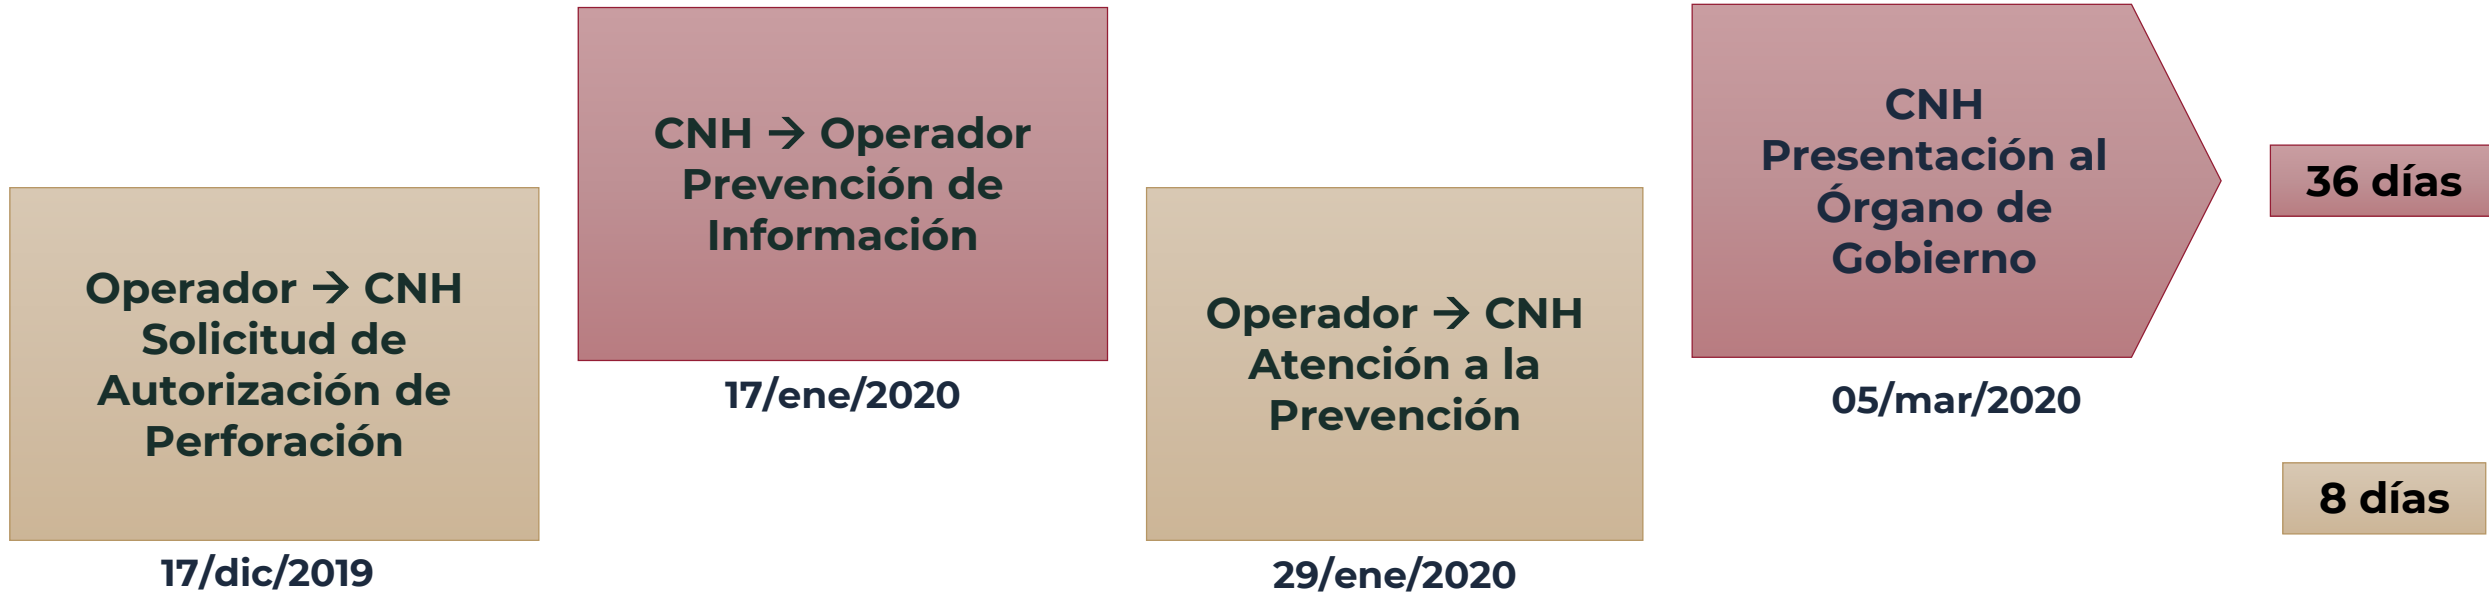 Operador → CNH
Solicitud de
Autorización de
Perforación
17/dic/2019
CNH → Operador
Prevención de
Información
17/ene/2020
Operador → CNH
Atención a la
Prevención
29/ene/2020
CNH
Presentación al
Órgano de
Gobierno
05/mar/2020
36 días
8 días